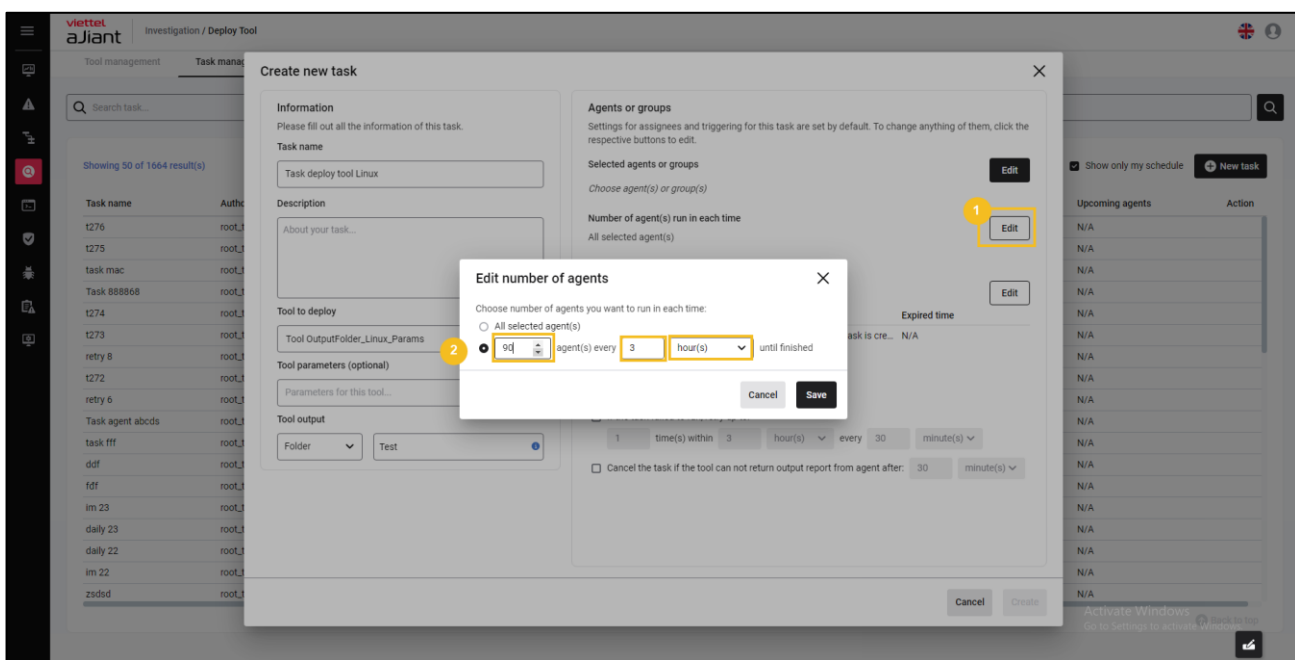 viettel
aJiant
Investigation / Deploy Tool
Tool management
Task manag
Search task...
Showing 50 of 1664 result(s)
Show only my schedule
New task
Task name
Autho
Upcoming agents
Action
t276
root_t
N/A
t275
root_t
N/A
task mac
root_t
N/A
Task 888868
root_t
N/A
t274
root_t
N/A
t273
root_t
N/A
retry 8
root_t
N/A
t272
root_t
N/A
retry 6
root_t
N/A
Task agent abcds
root_t
N/A
task fff
root_t
N/A
ddf
root_t
N/A
fdf
root_t
N/A
im 23
root_t
N/A
daily 23
root_t
N/A
daily 22
root_t
N/A
im 22
root_t
N/A
zsdsd
root_t
N/A
Create new task
Information
Please fill out all the information of this task.
Task name
Task deploy tool Linux
Description
About your task...
Tool to deploy
Tool OutputFolder_Linux_Params
Tool parameters (optional)
Parameters for this tool...
Tool output
Folder
Test
Agents or groups
Settings for assignees and triggering for this task are set by default. To change anything of them, click the
respective buttons to edit.
Selected agents or groups
Edit
Choose agent(s) or group(s)
Number of agent(s) run in each time
1
Edit
All selected agent(s)
Edit
Expired time
ask is cre...
N/A
1 time(s) within 3 hour(s) every 30 minute(s)
Cancel the task if the tool can not return output report from agent after: 30 minute(s)
Cancel
Create
Edit number of agents
Choose number of agents you want to run in each time:
All selected agent(s)
2
90 agent(s) every 3 hour(s) until finished
Cancel
Save
Activate Windows
Go to Settings to activate Windows.
Back to top